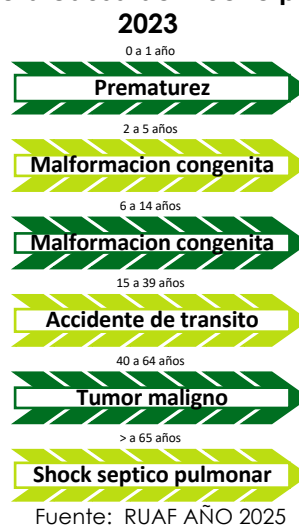 2023
0 a 1 año
Prematurez
2 a 5 años
Malformacion congenita
6 a 14 años
Malformacion congenita
15 a 39 años
Accidente de transito
40 a 64 años
Tumor maligno
> a 65 años
Shock septico pulmonar
Fuente: RUAF AÑO 2025